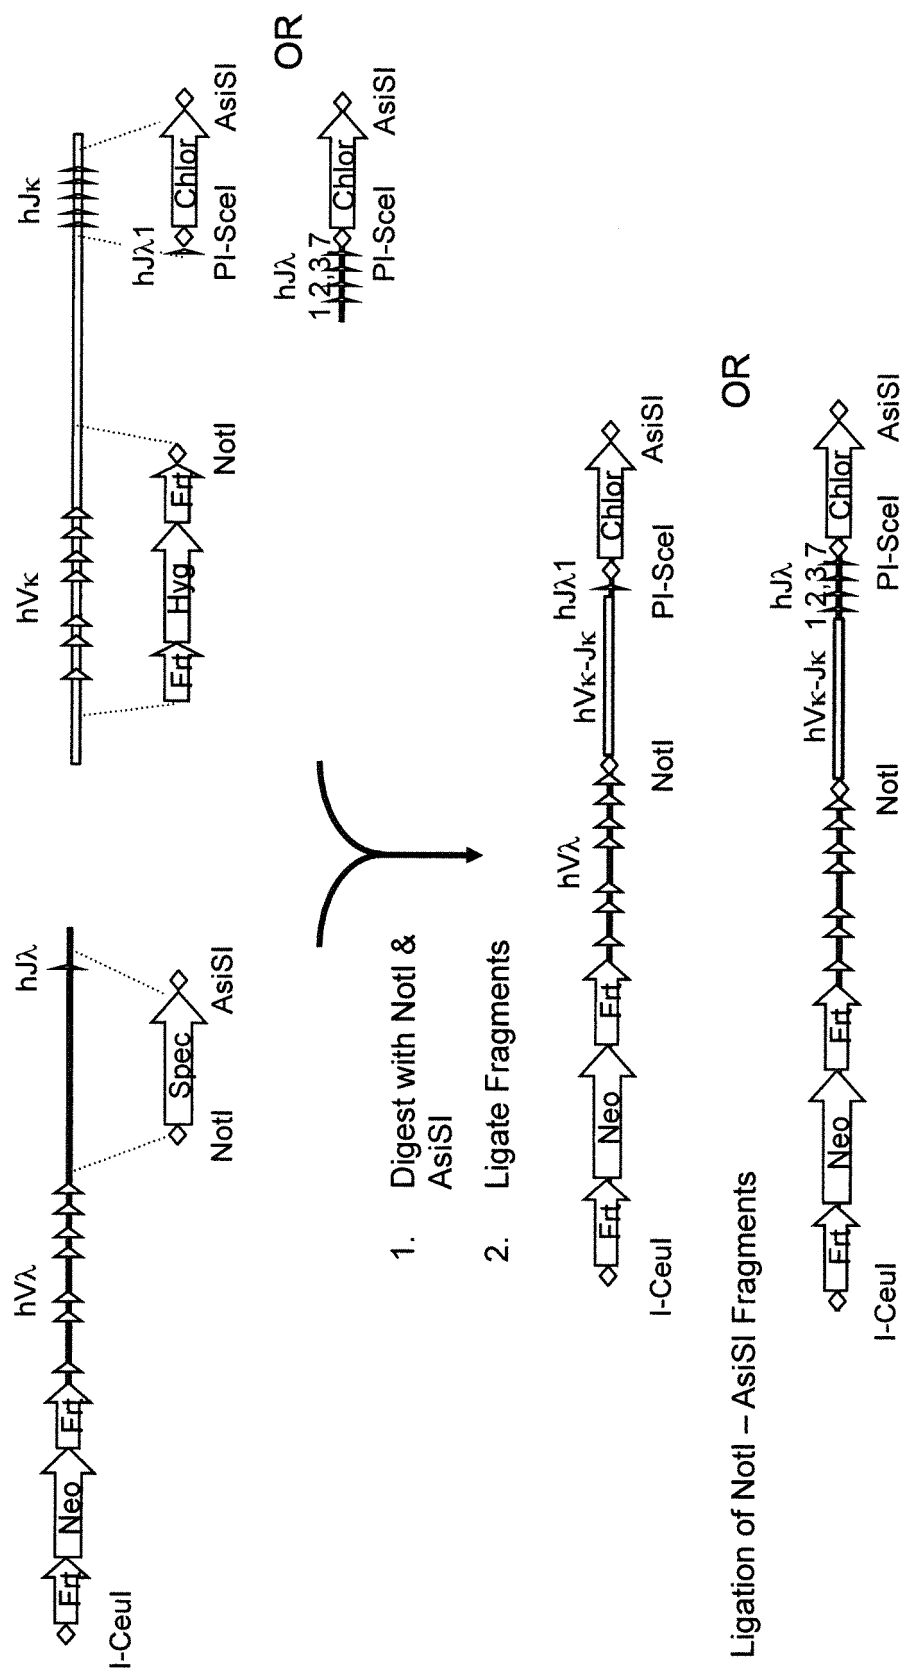 hVλ
hJλ
Frt
Neo
Frt
I-CeuI
NotI
Spec
AsiSI
hVκ
hJκ
Frt
Hyg
Frt
NotI
hJλ1
Chlor
PI-SceI
AsiSI
OR
hJλ
1,2,3,7
Chlor
PI-SceI
AsiSI
1. Digest with NotI &
AsiSI
2. Ligate Fragments
hVλ
hVκ-Jκ
hJλ1
Frt
Neo
Frt
Chlor
I-CeuI
NotI
PI-SceI
AsiSI
OR
Ligation of NotI – AsiSI Fragments
hVκ-Jκ
hJλ
1,2,3,7
Frt
Neo
Frt
Chlor
I-CeuI
NotI
PI-SceI
AsiSI